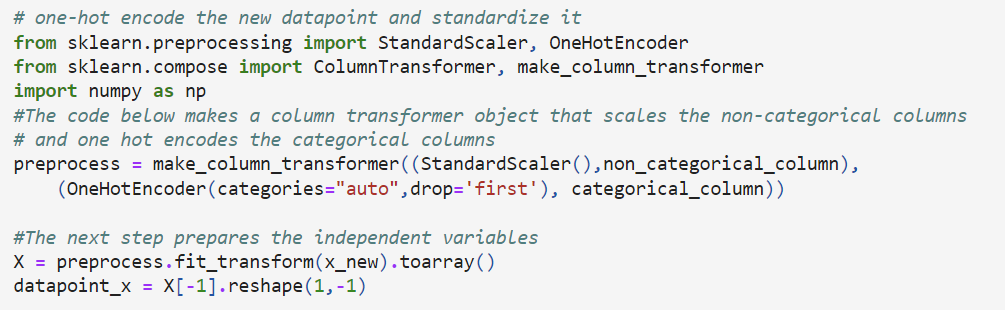 # one-hot encode the new datapoint and standardize it
from sklearn.preprocessing import StandardScaler, OneHotEncoder
from sklearn.compose import ColumnTransformer, make_column_transformer
import numpy as np
#The code below makes a column transformer object that scales the non-categorical columns
# and one hot encodes the categorical columns
preprocess = make_column_transformer((StandardScaler(),non_categorical_column),
    (OneHotEncoder(categories="auto",drop='first'), categorical_column))

#The next step prepares the independent variables
X = preprocess.fit_transform(x_new).toarray()
datapoint_x = X[-1].reshape(1,-1)